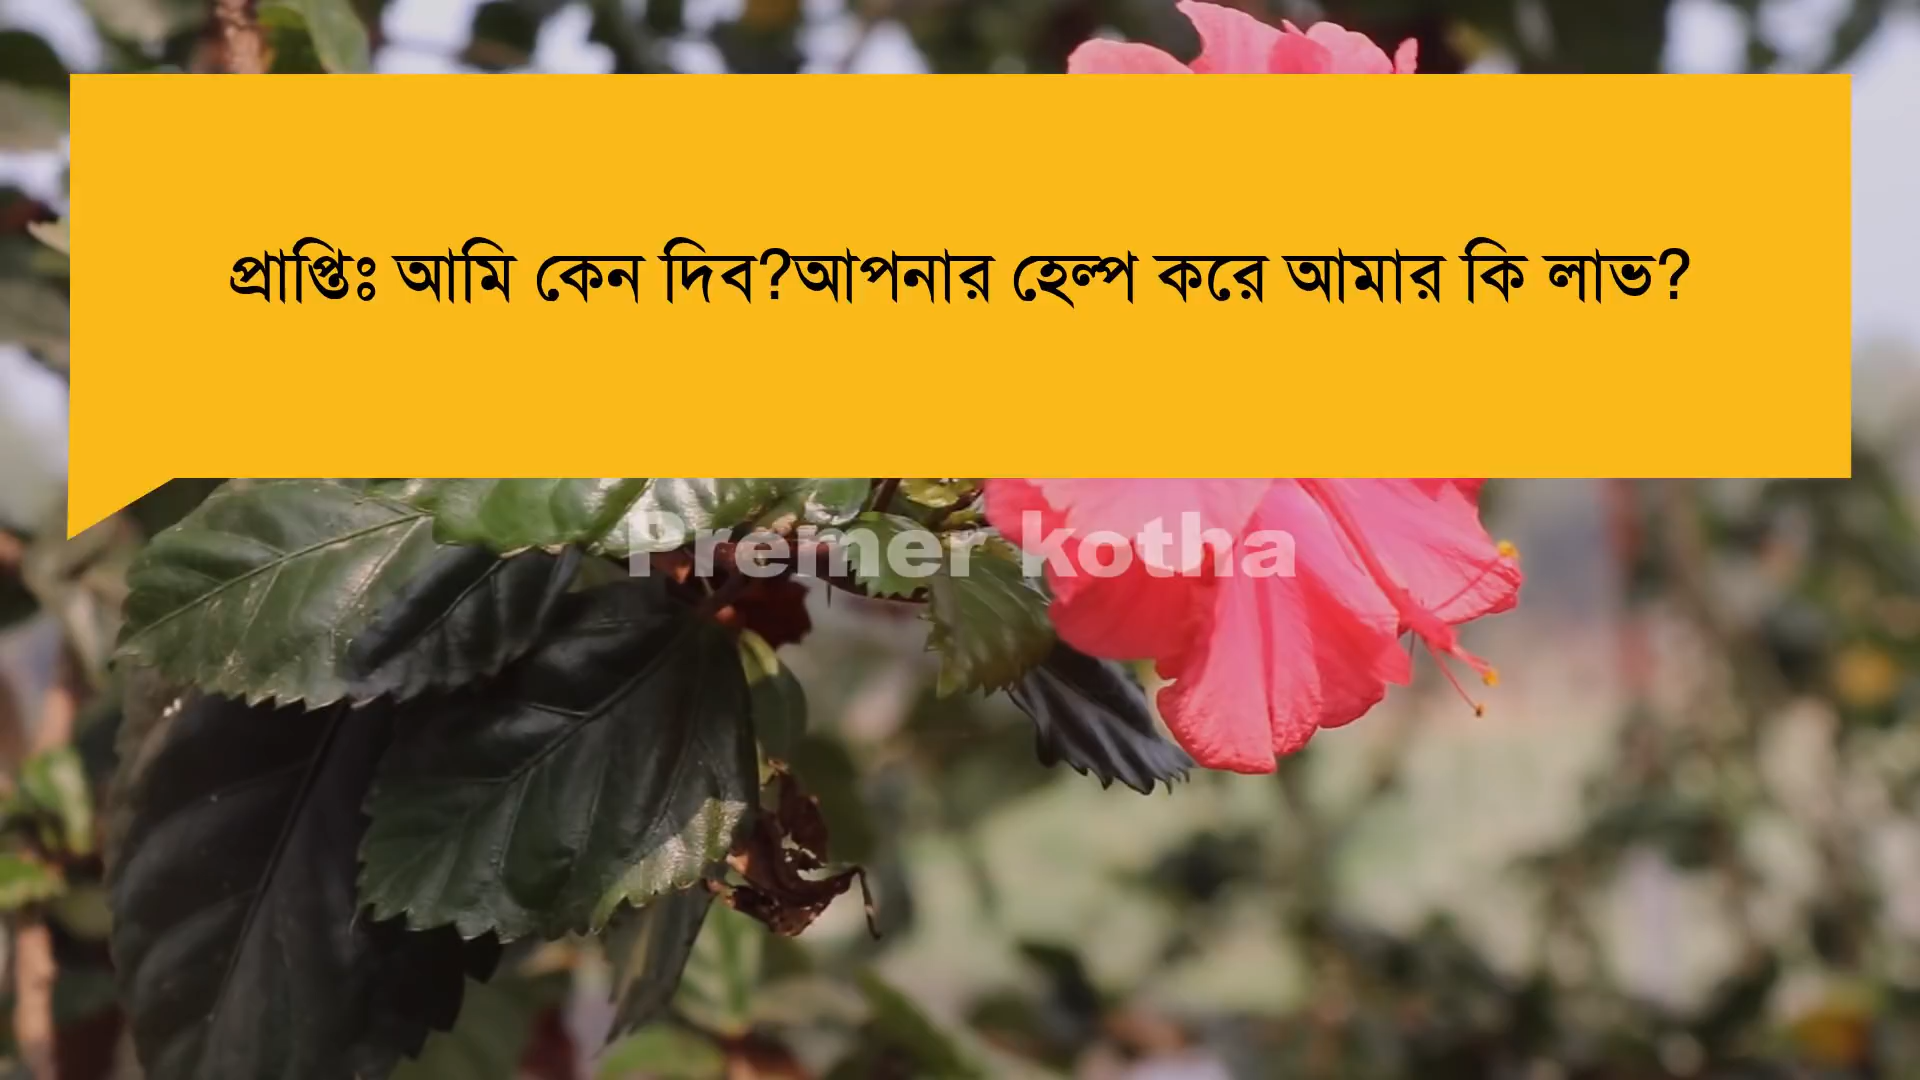 প্রাপ্তিঃ আমি কেন দিব?আপনার হেল্প করে আমার কি লাভ?
Premer kotha